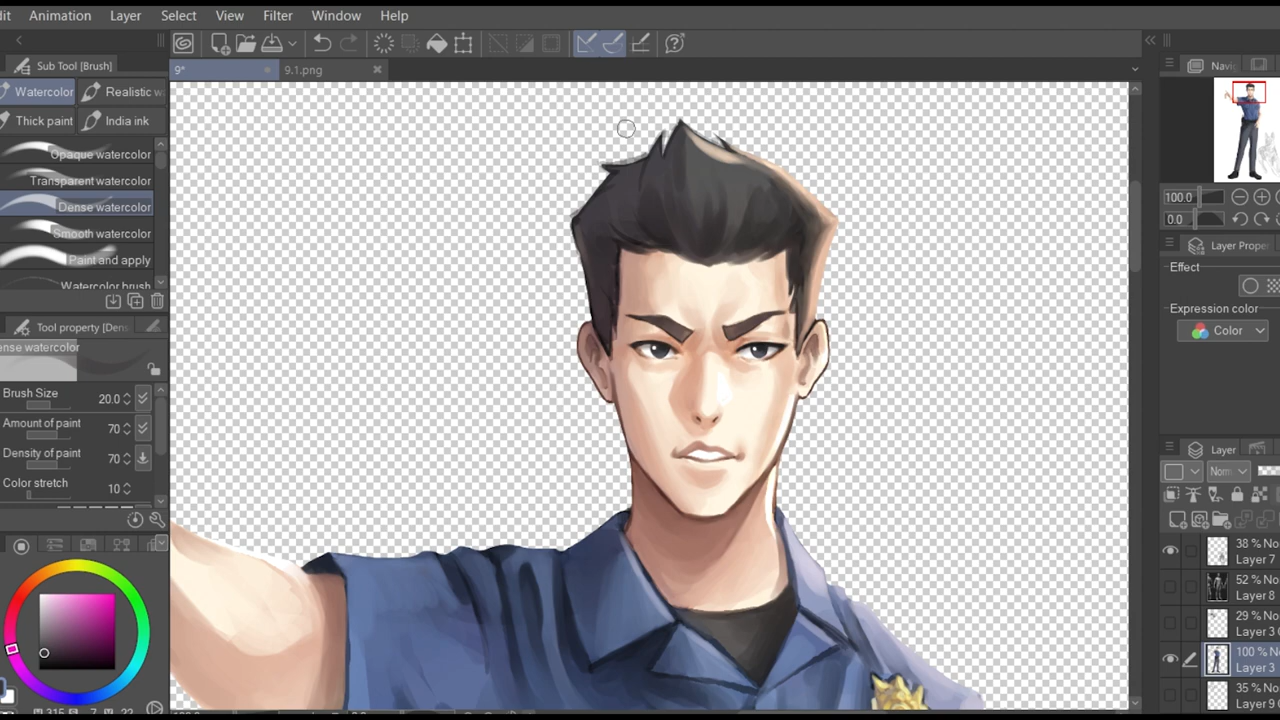 dit Animation Layer Select View Filter Window Help
Sub Tool [Brush]
9* 9.1.png
Navi
Watercolor Realistic w
Thick paint India ink
Opaque watercolor
Transparent watercolor
Dense watercolor
Smooth watercolor
Paint and apply
Watercolor brush
Tool property [Dens
ense watercolor
Brush Size 20.0
Amount of paint 70
Density of paint 70
Color stretch 10
100.0
0.0
Layer Prope
Effect
Expression color
Color
Layer
Norm
38 % No
Layer 7
52 % No
Layer 8
29 % No
Layer 3
100 % No
Layer 3
35 % No
Layer 9